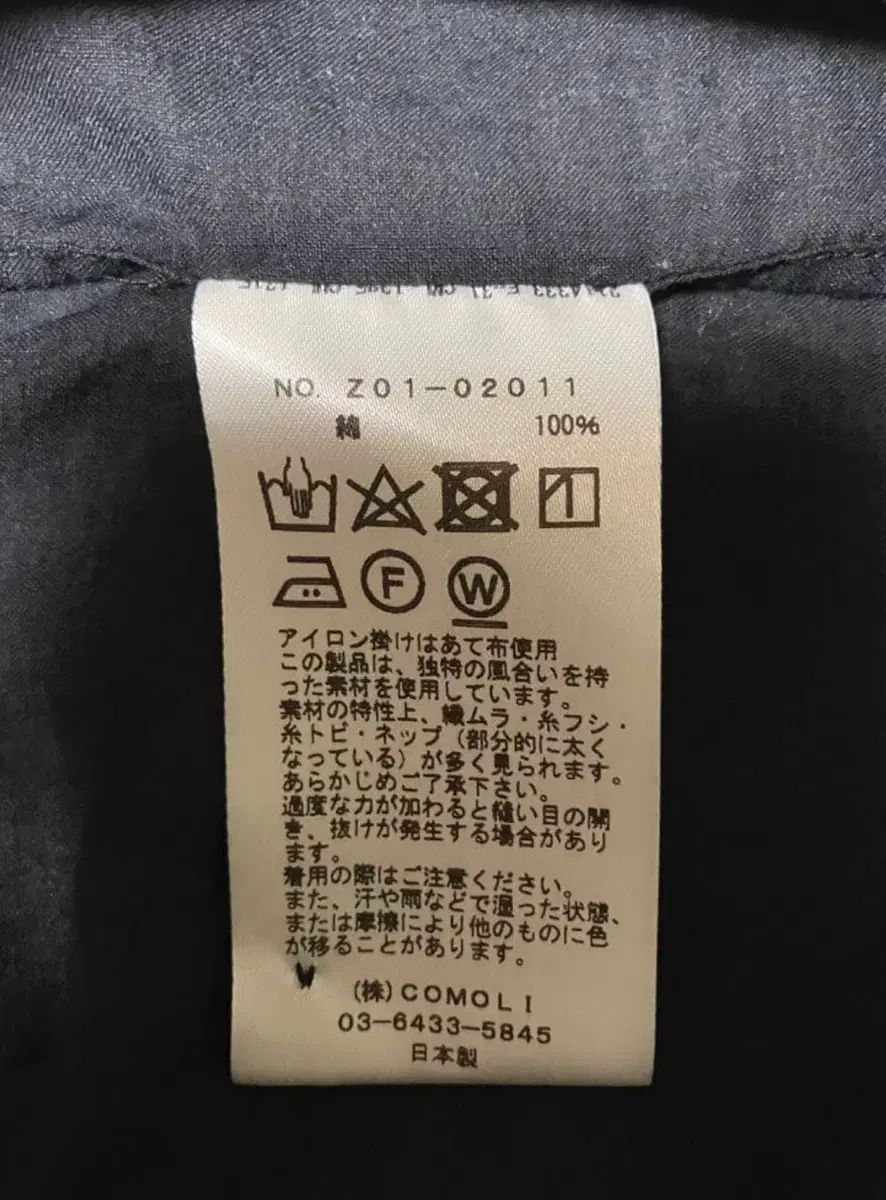 NO. Z01-02011
綿 100%
F
W
アイロン掛けはあて布使用
この製品は、独特の風合いを持
った素材を使用しています。
素材の特性上、織ムラ・糸フシ・
糸トビ・ネップ（部分的に太く
なっている）が多く見られます。
あらかじめご了承下さい。
過度な力が加わると縫い目の開
き、抜けが発生する場合があり
ます。
着用の際はご注意ください。
また、汗や雨などで湿った状態、
または摩擦により他のものに色
が移ることがあります。
(株)COMOLI
03-6433-5845
日本製